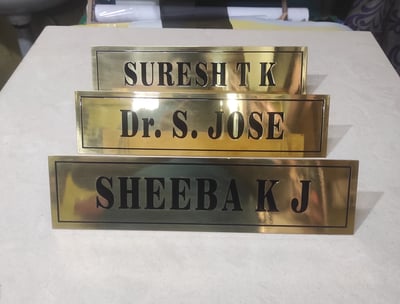 SURESH T K
Dr. S. JOSE
SHEEBA K J